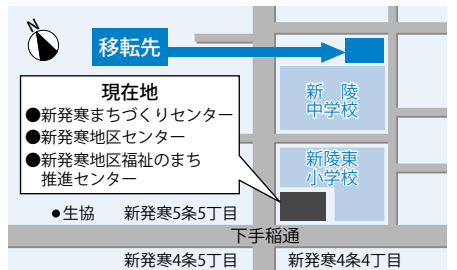 N
移転先
現在地
●新発寒まちづくりセンター
●新発寒地区センター
●新発寒地区福祉のまち
推進センター
新 陵
中学校
新陵東
小学校
●生協 新発寒5条5丁目
下手稲通
新発寒4条5丁目 新発寒4条4丁目